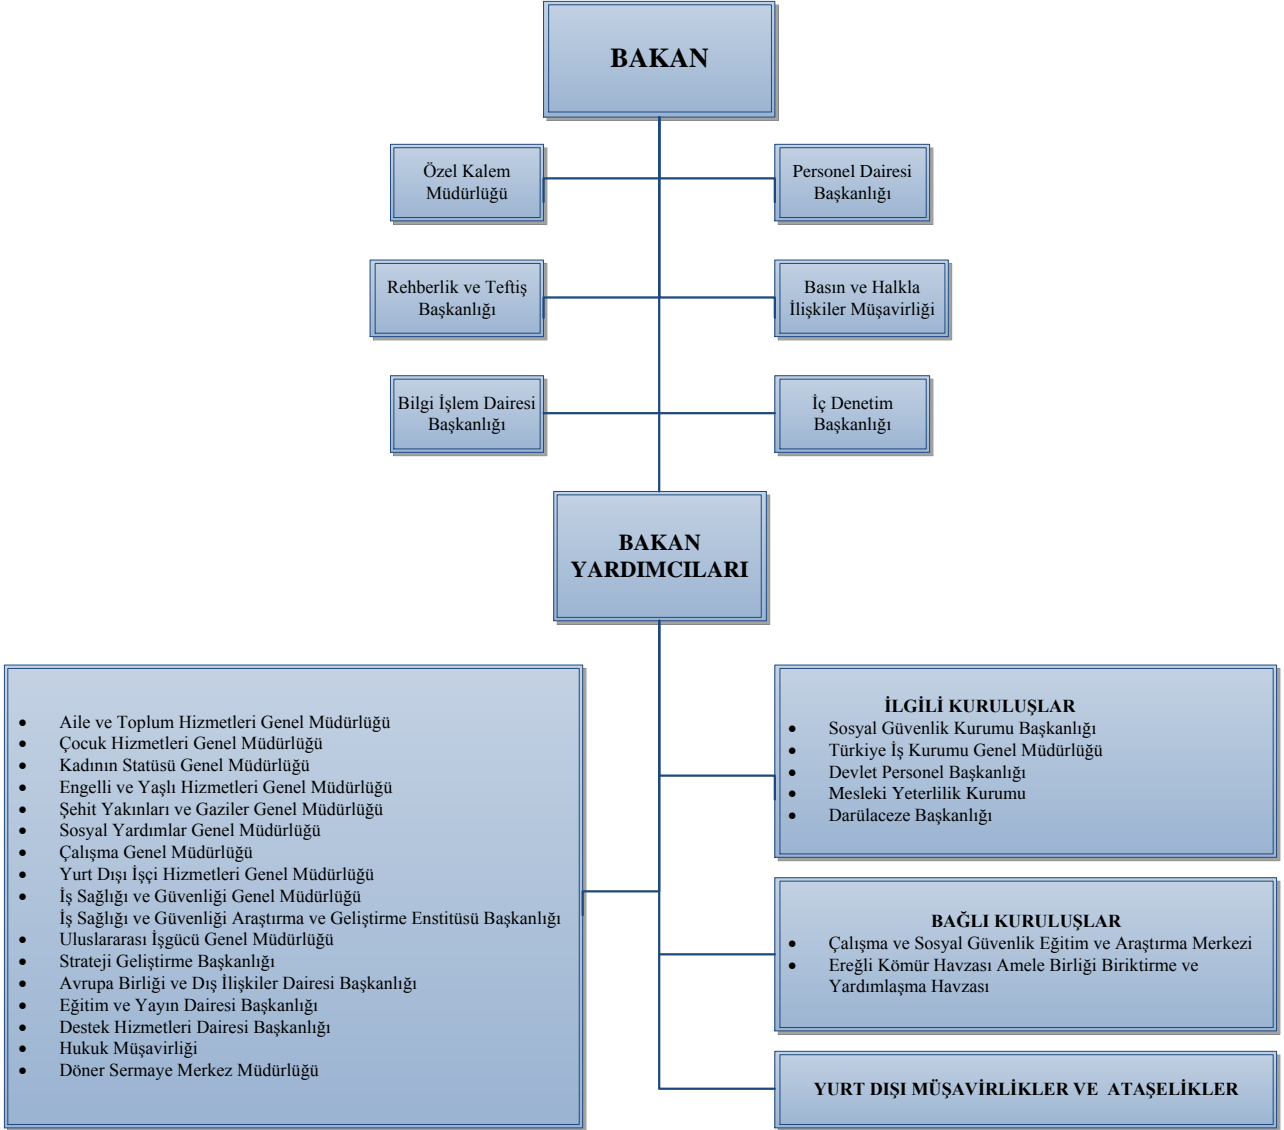 BAKAN
Özel Kalem
Müdürlüğü
Personel Dairesi
Başkanlığı
Rehberlik ve Teftiş
Başkanlığı
Basın ve Halkla
İlişkiler Müşavirliği
Bilgi İşlem Dairesi
Başkanlığı
İç Denetim
Başkanlığı
BAKAN
YARDIMCILARI
• Aile ve Toplum Hizmetleri Genel Müdürlüğü
• Çocuk Hizmetleri Genel Müdürlüğü
• Kadının Statüsü Genel Müdürlüğü
• Engelli ve Yaşlı Hizmetleri Genel Müdürlüğü
• Şehit Yakınları ve Gaziler Genel Müdürlüğü
• Sosyal Yardımlar Genel Müdürlüğü
• Çalışma Genel Müdürlüğü
• Yurt Dışı İşçi Hizmetleri Genel Müdürlüğü
• İş Sağlığı ve Güvenliği Genel Müdürlüğü
İş Sağlığı ve Güvenliği Araştırma ve Geliştirme Enstitüsü Başkanlığı
• Uluslararası İşgücü Genel Müdürlüğü
• Strateji Geliştirme Başkanlığı
• Avrupa Birliği ve Dış İlişkiler Dairesi Başkanlığı
• Eğitim ve Yayın Dairesi Başkanlığı
• Destek Hizmetleri Dairesi Başkanlığı
• Hukuk Müşavirliği
• Döner Sermaye Merkez Müdürlüğü
İLGİLİ KURULUŞLAR
• Sosyal Güvenlik Kurumu Başkanlığı
• Türkiye İş Kurumu Genel Müdürlüğü
• Devlet Personel Başkanlığı
• Mesleki Yeterlilik Kurumu
• Darülaceze Başkanlığı
BAĞLI KURULUŞLAR
• Çalışma ve Sosyal Güvenlik Eğitim ve Araştırma Merkezi
• Ereğli Kömür Havzası Amele Birliği Biriktirme ve
Yardımlaşma Havzası
YURT DIŞI MÜŞAVİRLİKLER VE ATAŞELİKLER